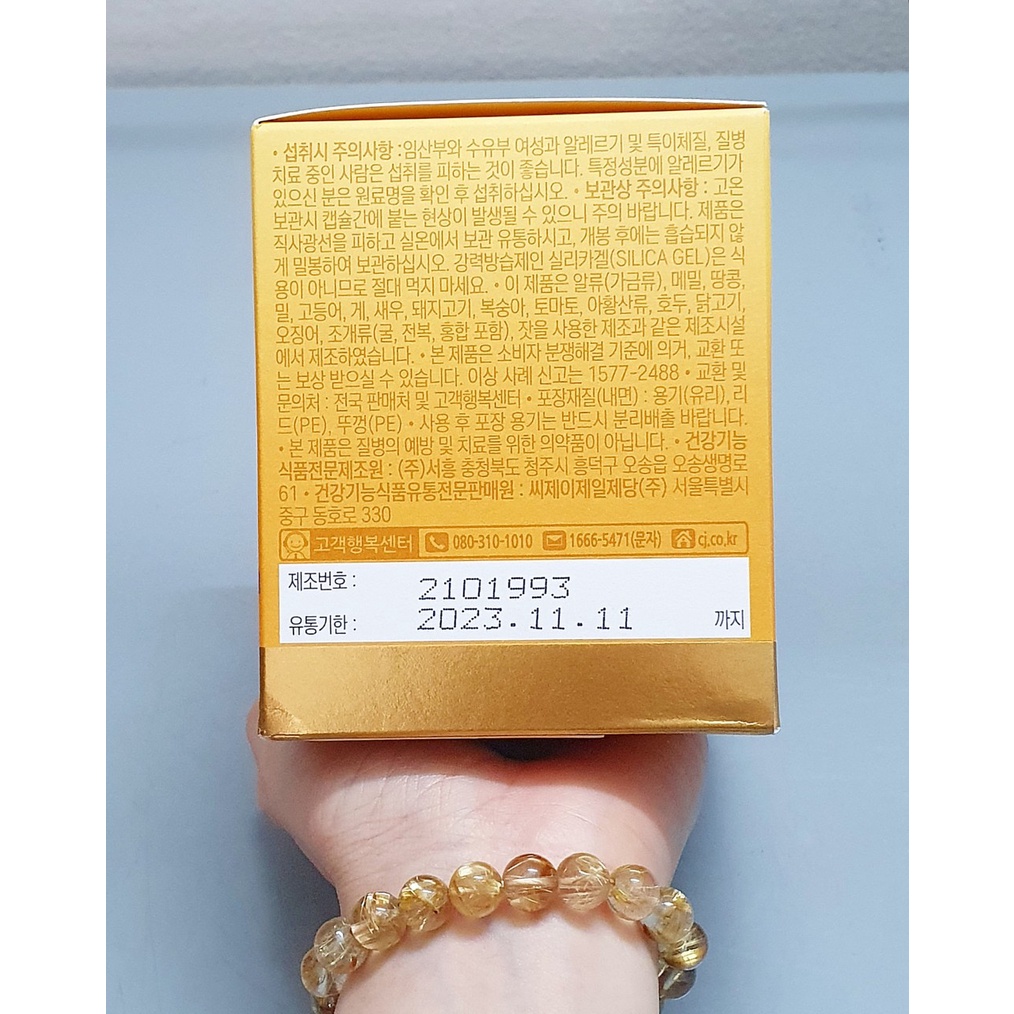 • 섭취시 주의사항 :임산부와 수유부 여성과 알레르기 및 특이체질, 질병
치료 중인 사람은 섭취를 피하는 것이 좋습니다. 특정성분에 알레르기가
있으신 분은 원료명을 확인 후 섭취하십시오. • 보관상 주의사항 : 고온
보관시 캡슐간에 붙는 현상이 발생될 수 있으니 주의 바랍니다. 제품은
직사광선을 피하고 실온에서 보관 유통하시고, 개봉 후에는 흡습되지 않
게 밀봉하여 보관하십시오. 강력방습제인 실리카겔(SILICA GEL)은 식
용이 아니므로 절대 먹지 마세요. • 이 제품은 알류(가금류), 메밀, 땅콩,
밀, 고등어, 게, 새우, 돼지고기, 복숭아, 토마토, 아황산류, 호두, 닭고기,
오징어, 조개류(굴, 전복, 홍합 포함), 잣을 사용한 제조과 같은 제조시설
에서 제조하였습니다. • 본 제품은 소비자 분쟁해결 기준에 의거, 교환 또
는 보상 받으실 수 있습니다. 이상 사례 신고는 1577-2488 • 교환 및
문의처 : 전국 판매처 및 고객행복센터 • 포장재질(내면) : 용기(유리), 리
드(PE), 뚜껑(PE) • 사용 후 포장 용기는 반드시 분리배출 바랍니다.
• 본 제품은 질병의 예방 및 치료를 위한 의약품이 아닙니다. • 건강기능
식품전문제조원 : (주)서흥 충청북도 청주시 흥덕구 오송읍 오송생명로
61 • 건강기능식품유통전문판매원 : 씨제이제일제당(주) 서울특별시
중구 동호로 330
고객행복센터 080-310-1010 1666-5471(문자) cj.co.kr
제조번호 : 2101993
유통기한 : 2023.11.11 까지